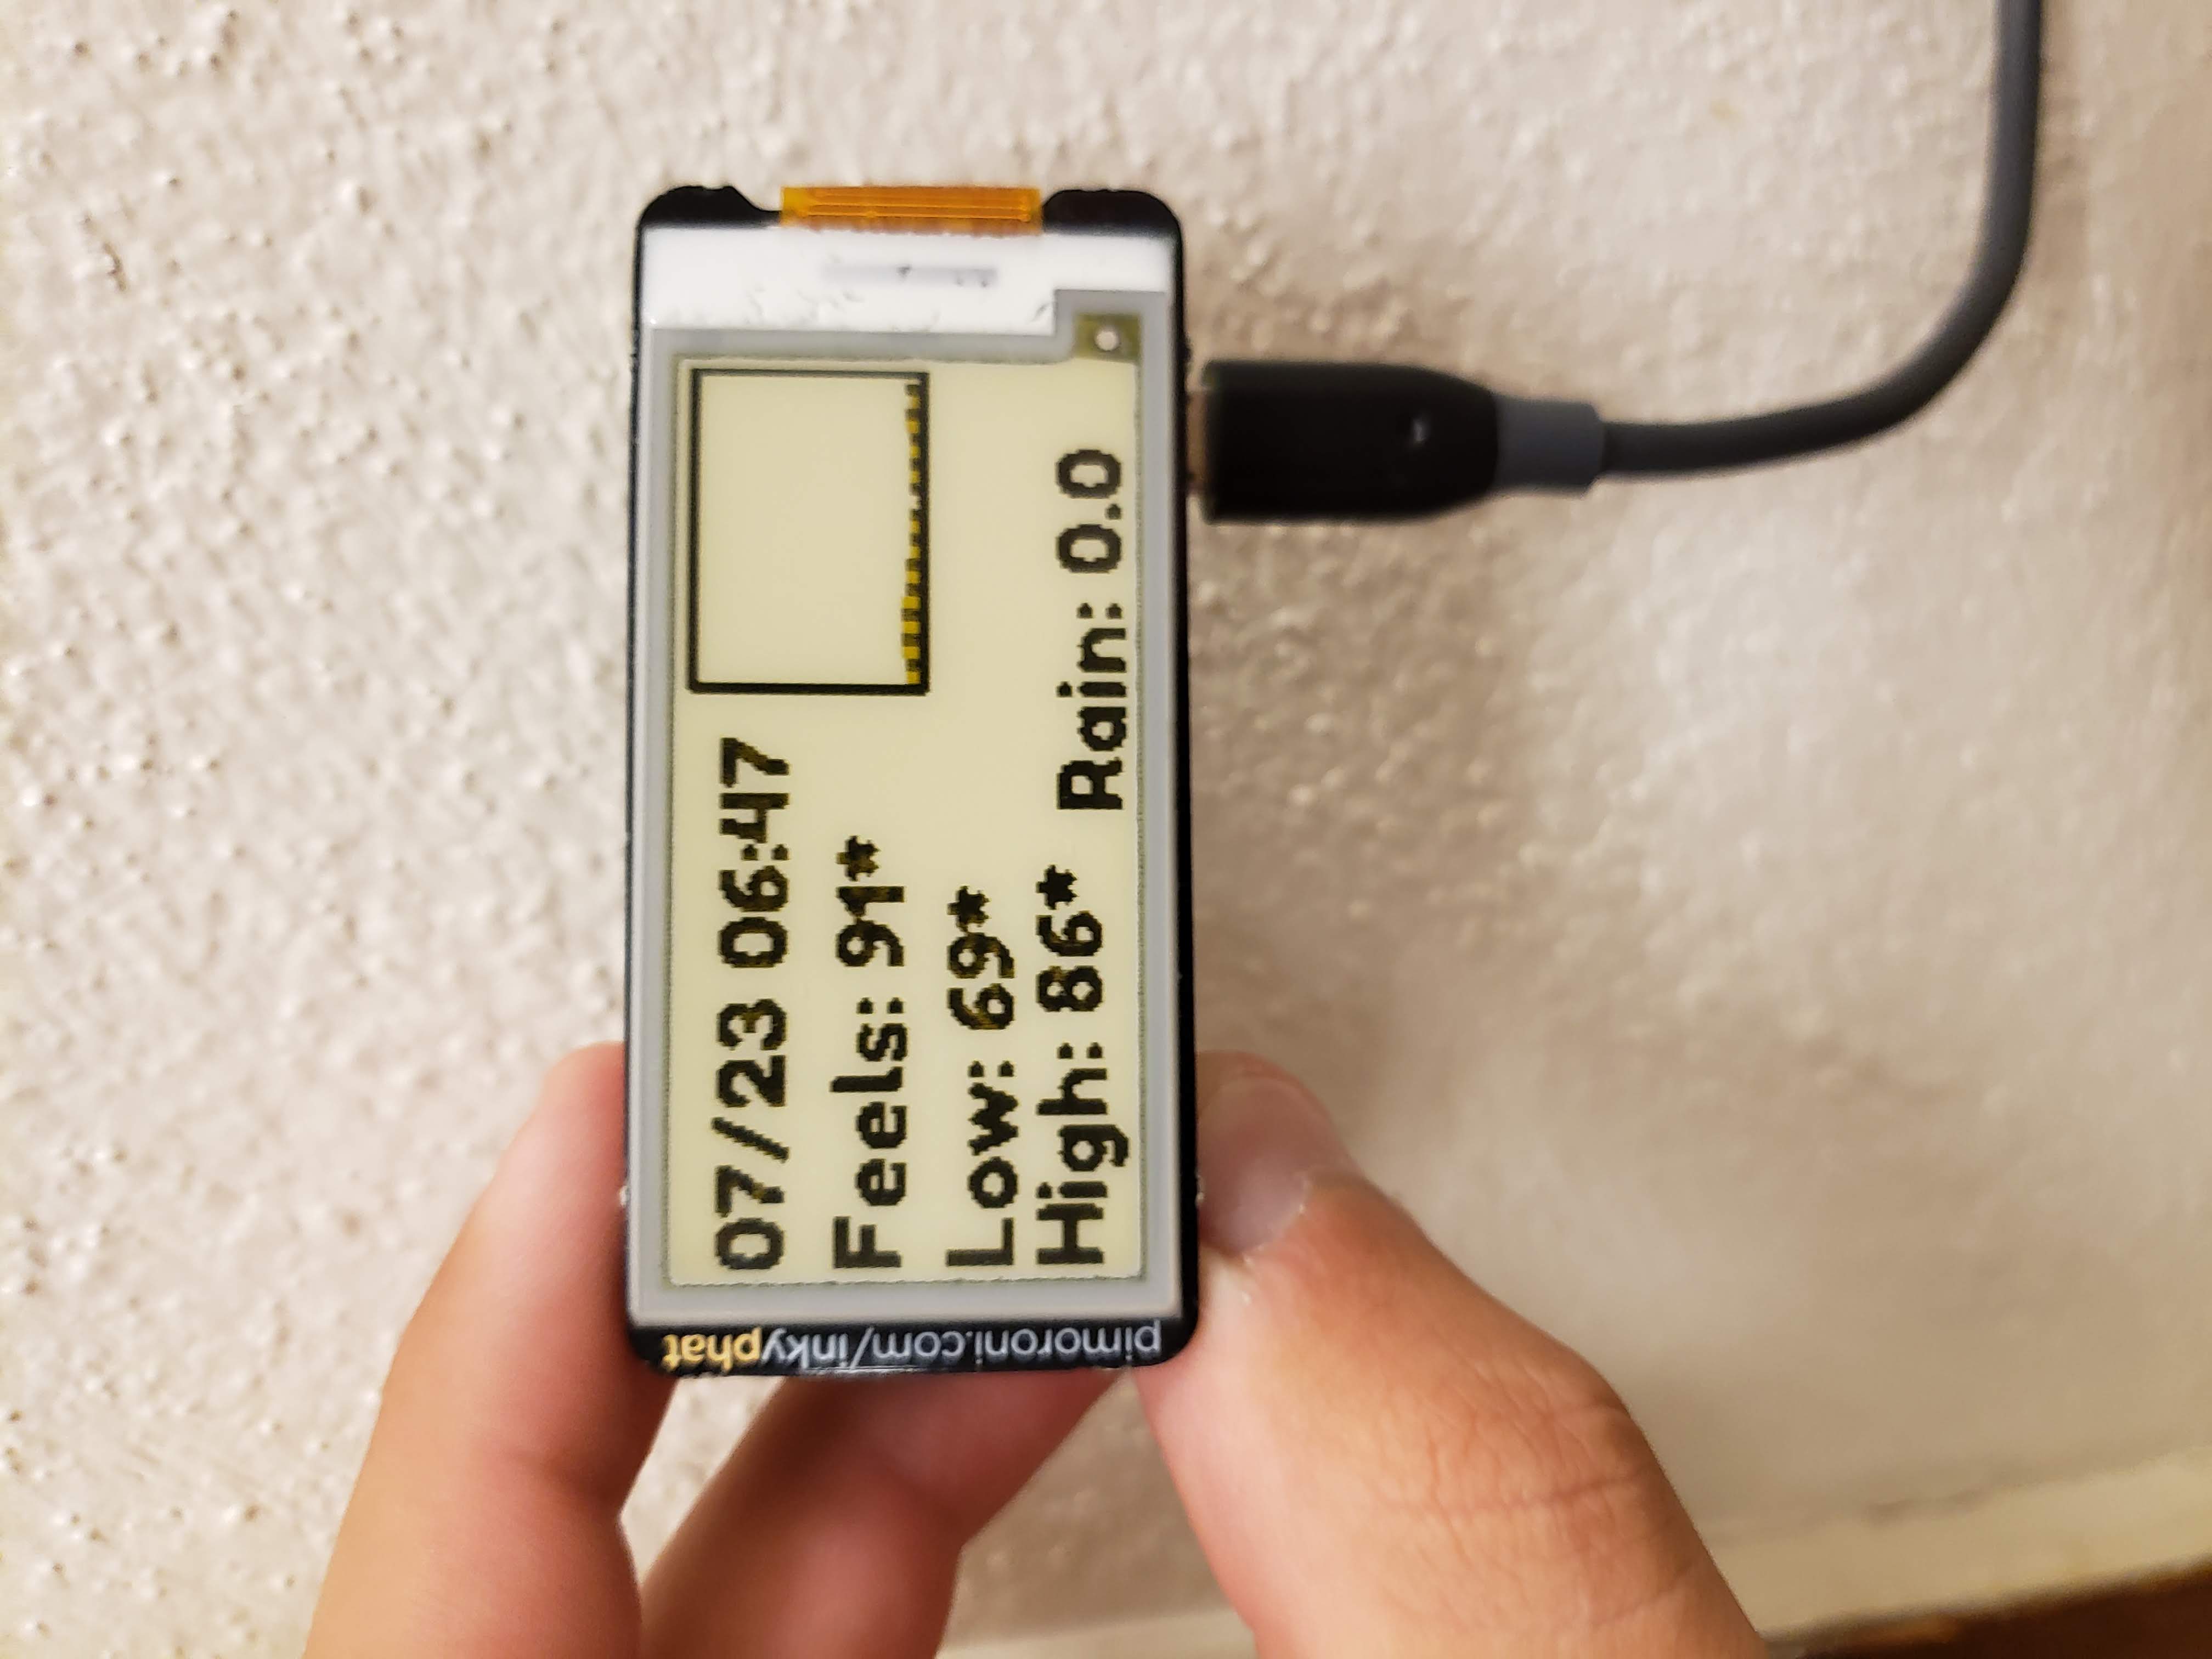 pimoroni.com/inkyphat
07/23 06:47
Feels: 91*
Low: 69*
High: 86* Rain: 0.0